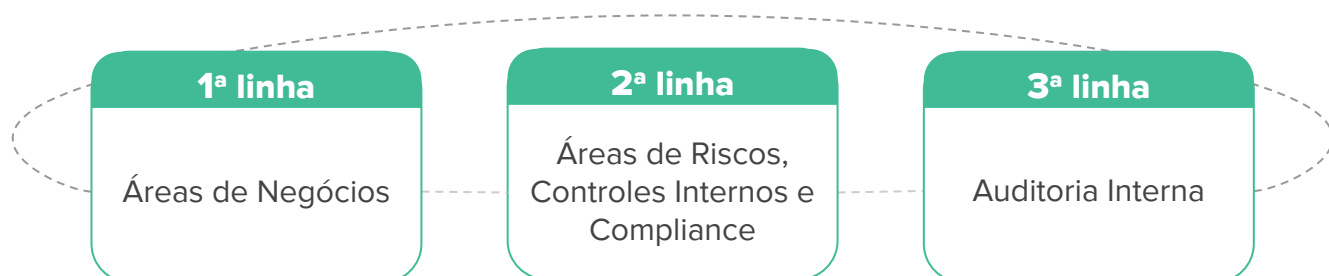 1ª linha
Áreas de Negócios
2ª linha
Áreas de Riscos,
Controles Internos e
Compliance
3ª linha
Auditoria Interna